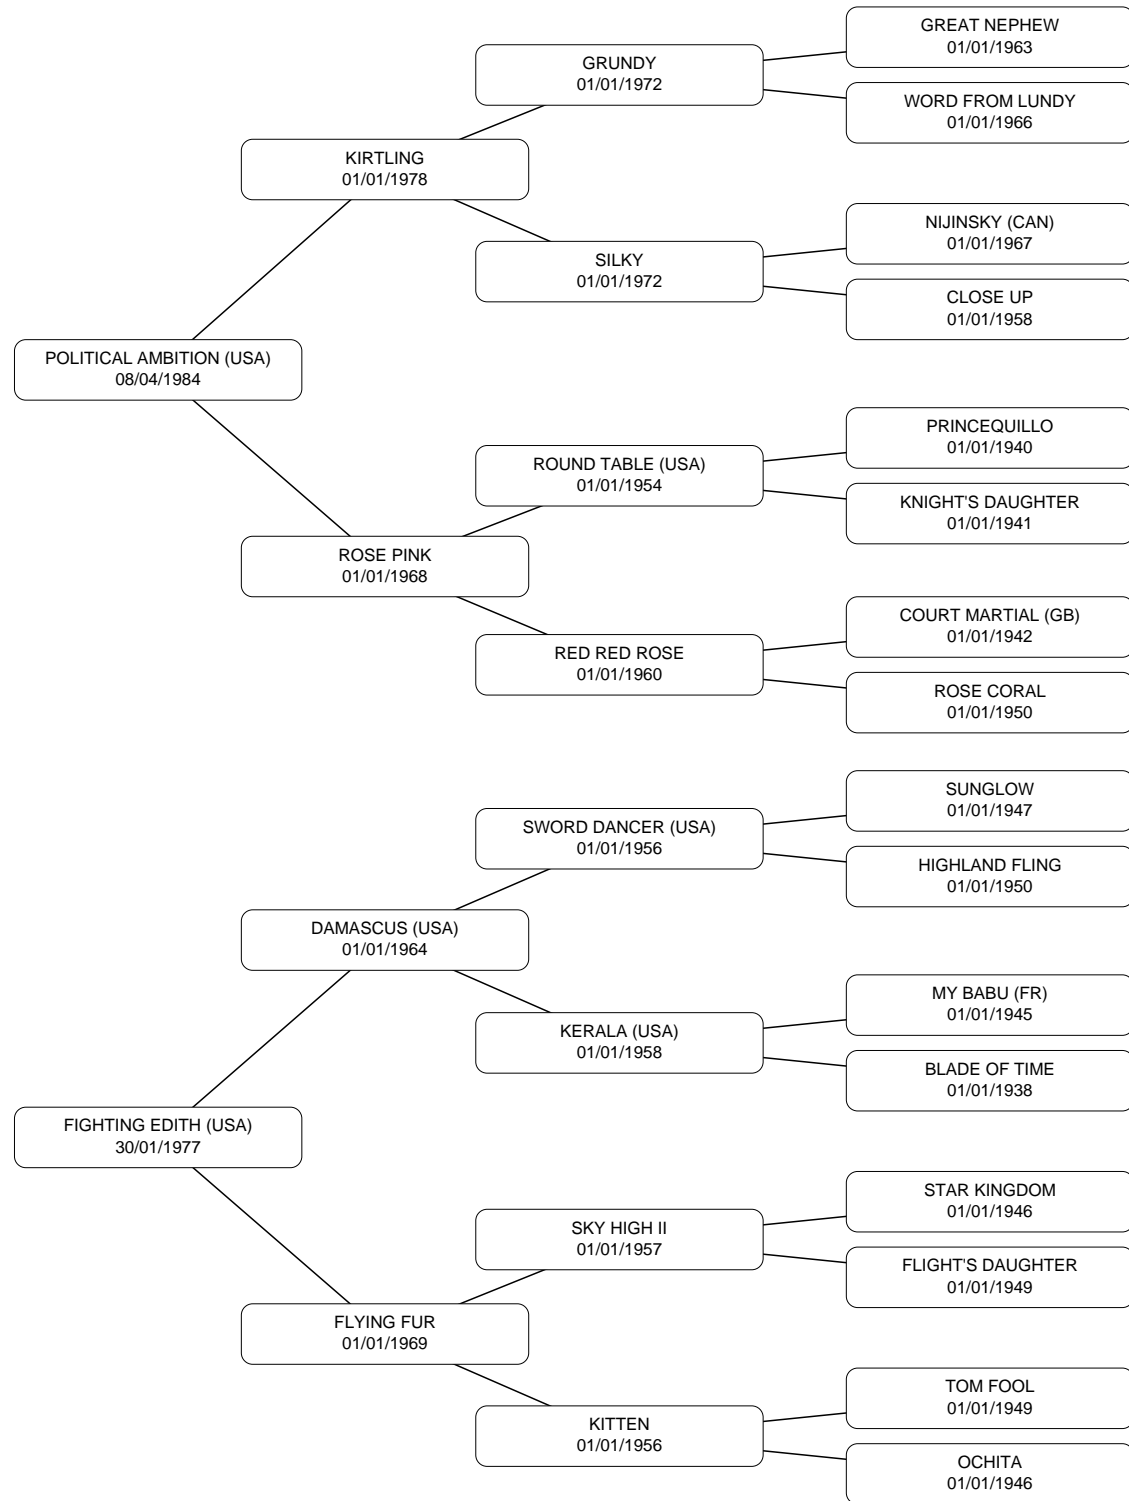 GREAT NEPHEW
01/01/1963
GRUNDY
01/01/1972
WORD FROM LUNDY
01/01/1966
KIRTLING
01/01/1978
NIJINSKY (CAN)
01/01/1967
SILKY
01/01/1972
CLOSE UP
01/01/1958
POLITICAL AMBITION (USA)
08/04/1984
PRINCEQUILLO
01/01/1940
ROUND TABLE (USA)
01/01/1954
KNIGHT'S DAUGHTER
01/01/1941
ROSE PINK
01/01/1968
COURT MARTIAL (GB)
01/01/1942
RED RED ROSE
01/01/1960
ROSE CORAL
01/01/1950
SUNGLOW
01/01/1947
SWORD DANCER (USA)
01/01/1956
HIGHLAND FLING
01/01/1950
DAMASCUS (USA)
01/01/1964
MY BABU (FR)
01/01/1945
KERALA (USA)
01/01/1958
BLADE OF TIME
01/01/1938
FIGHTING EDITH (USA)
30/01/1977
STAR KINGDOM
01/01/1946
SKY HIGH II
01/01/1957
FLIGHT'S DAUGHTER
01/01/1949
FLYING FUR
01/01/1969
TOM FOOL
01/01/1949
KITTEN
01/01/1956
OCHITA
01/01/1946